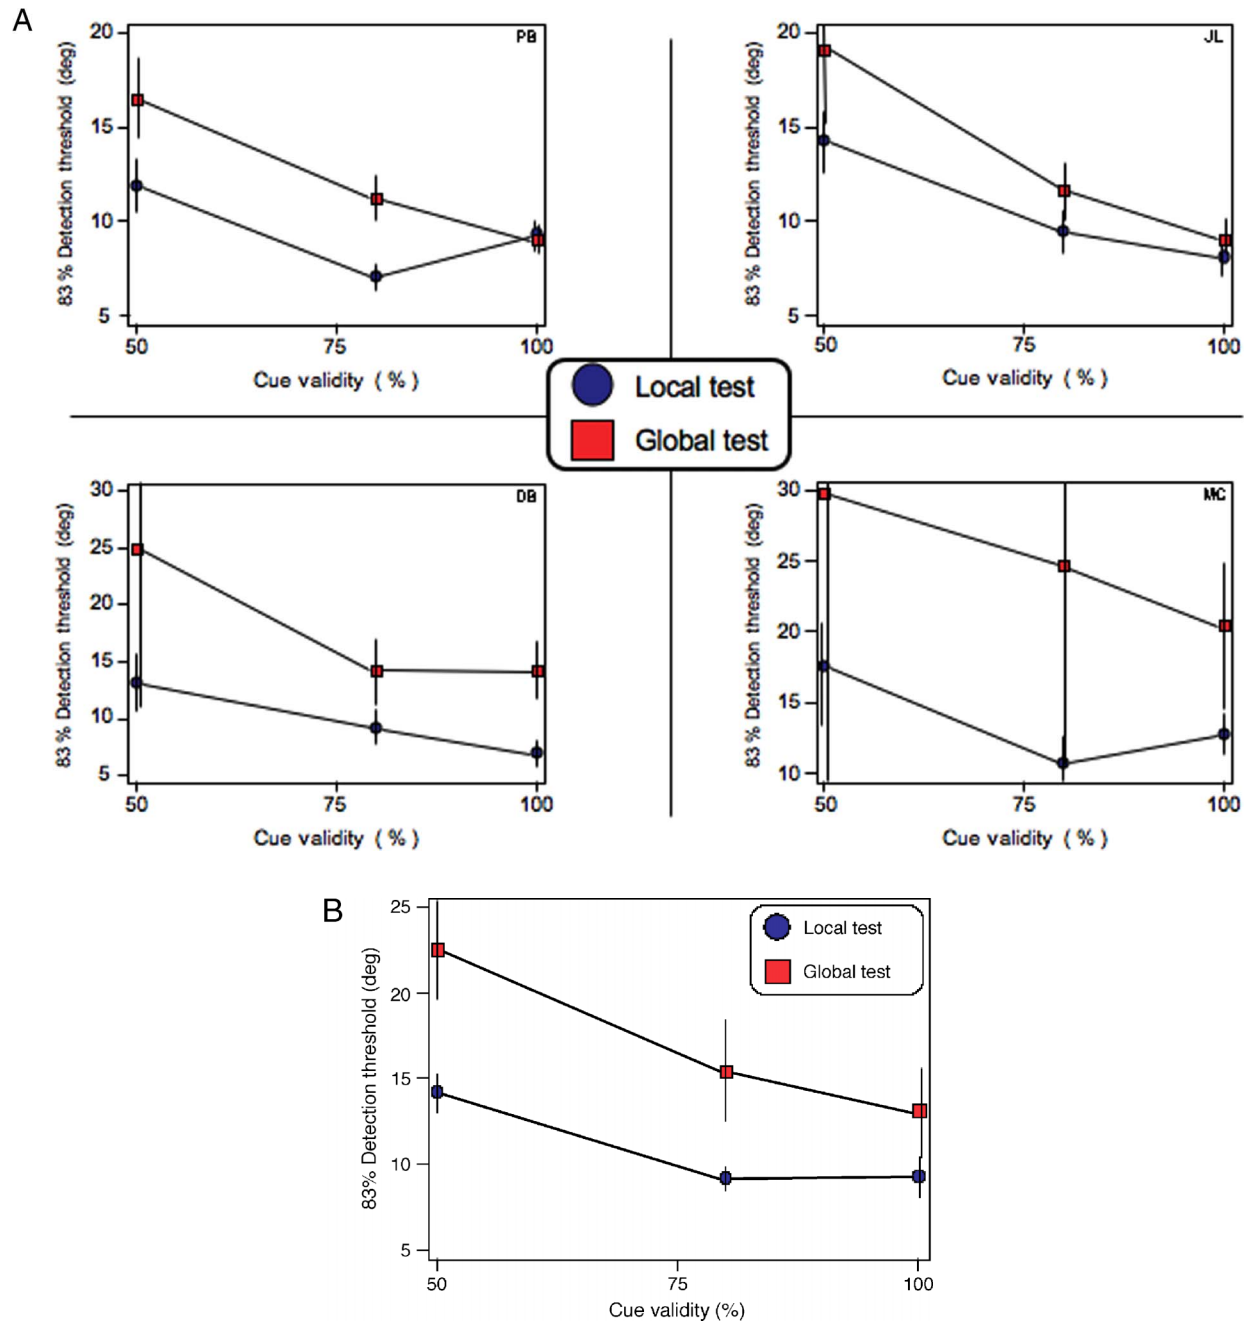 A
PB
83 % Detection threshold (deg)
20
15
10
5
50
75
100
Cue validity ( % )
JL
83 % Detection threshold (deg)
20
15
10
5
50
75
100
Cue validity ( % )
Local test
Global test
DB
83 % Detection threshold (deg)
30
25
20
15
10
5
50
75
100
Cue validity ( % )
MC
83 % Detection threshold (deg)
30
25
20
15
10
50
75
100
Cue validity ( % )
B
83% Detection threshold (deg)
25
20
15
10
5
Local test
Global test
50
75
100
Cue validity (%)